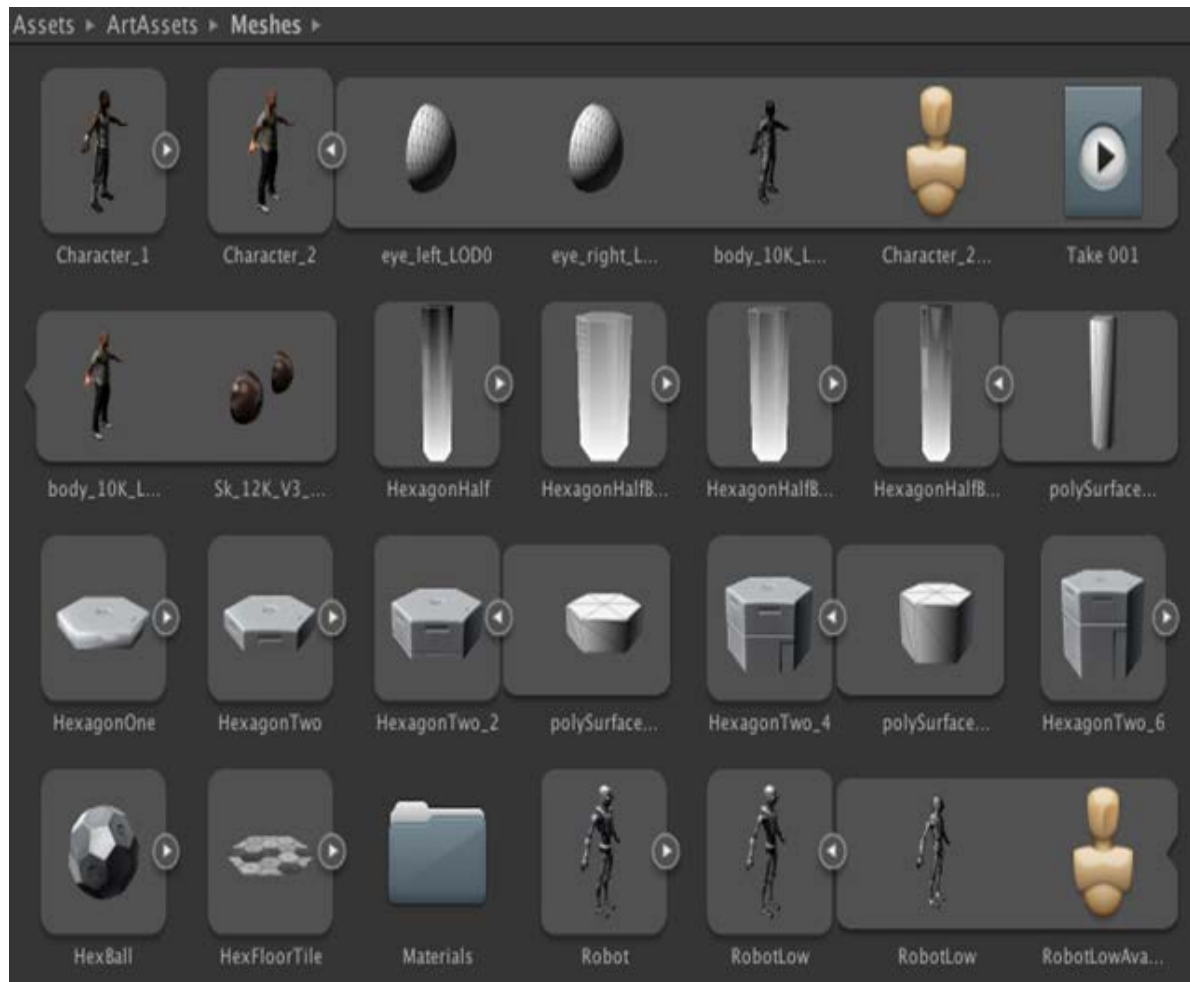 Assets ▸ ArtAssets ▸ Meshes ▸
Character_1 Character_2 eye_left_LOD0 eye_right_L... body_10K_L... Character_2... Take 001
body_10K_L... Sk_12K_V3_... HexagonHalf HexagonHalfB... HexagonHalfB... HexagonHalfB... polySurface...
HexagonOne HexagonTwo HexagonTwo_2 polySurface... HexagonTwo_4 polySurface... HexagonTwo_6
HexBall HexFloorTile Materials Robot RobotLow RobotLow RobotLowAva...